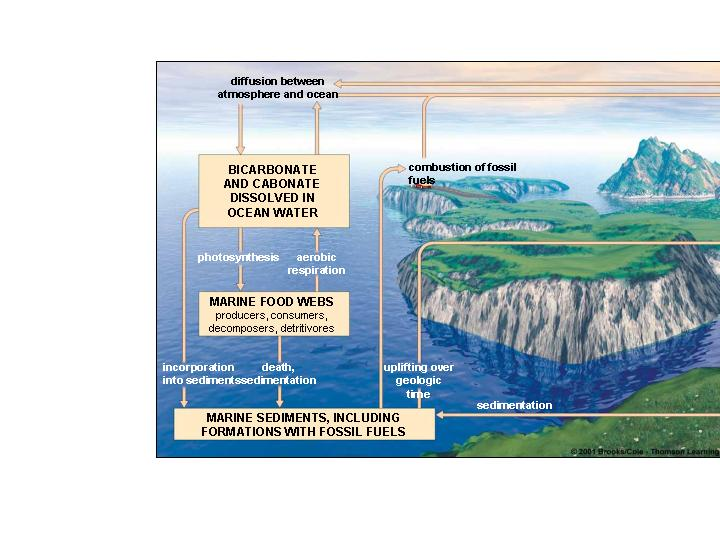 diffusion between
atmosphere and ocean
BICARBONATE
AND CABONATE
DISSOLVED IN
OCEAN WATER
combustion of fossil
fuels
photosynthesis
aerobic
respiration
MARINE FOOD WEBS
producers, consumers,
decomposers, detritivores
incorporation
into sediments
death,
sedimentation
uplifting over
geologic
time
sedimentation
MARINE SEDIMENTS, INCLUDING
FORMATIONS WITH FOSSIL FUELS
© 2001 Brooks/Cole - Thomson Learning